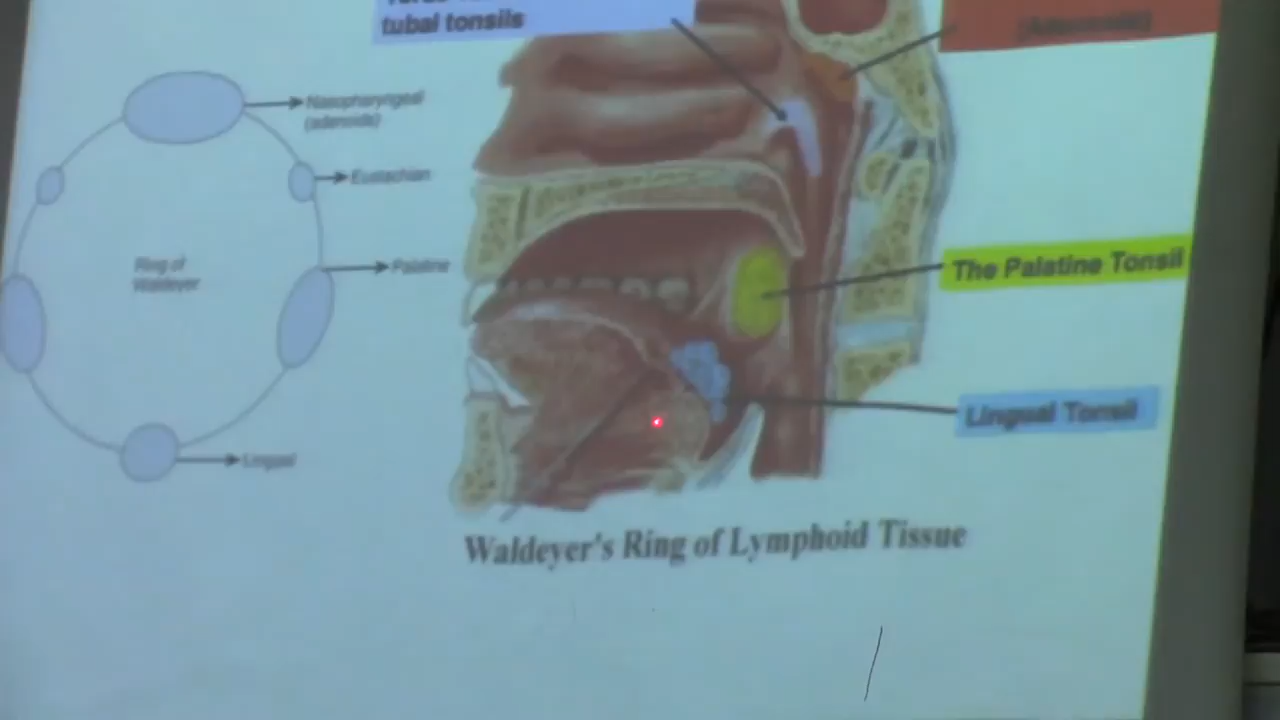 tubal tonsils
(Adenoids)
Nasopharyngeal
(adenoids)
Eustachian
Ring of
Waldeyer
Palatine
The Palatine Tonsil
Lingual Tonsil
Lingual
Waldeyer's Ring of Lymphoid Tissue